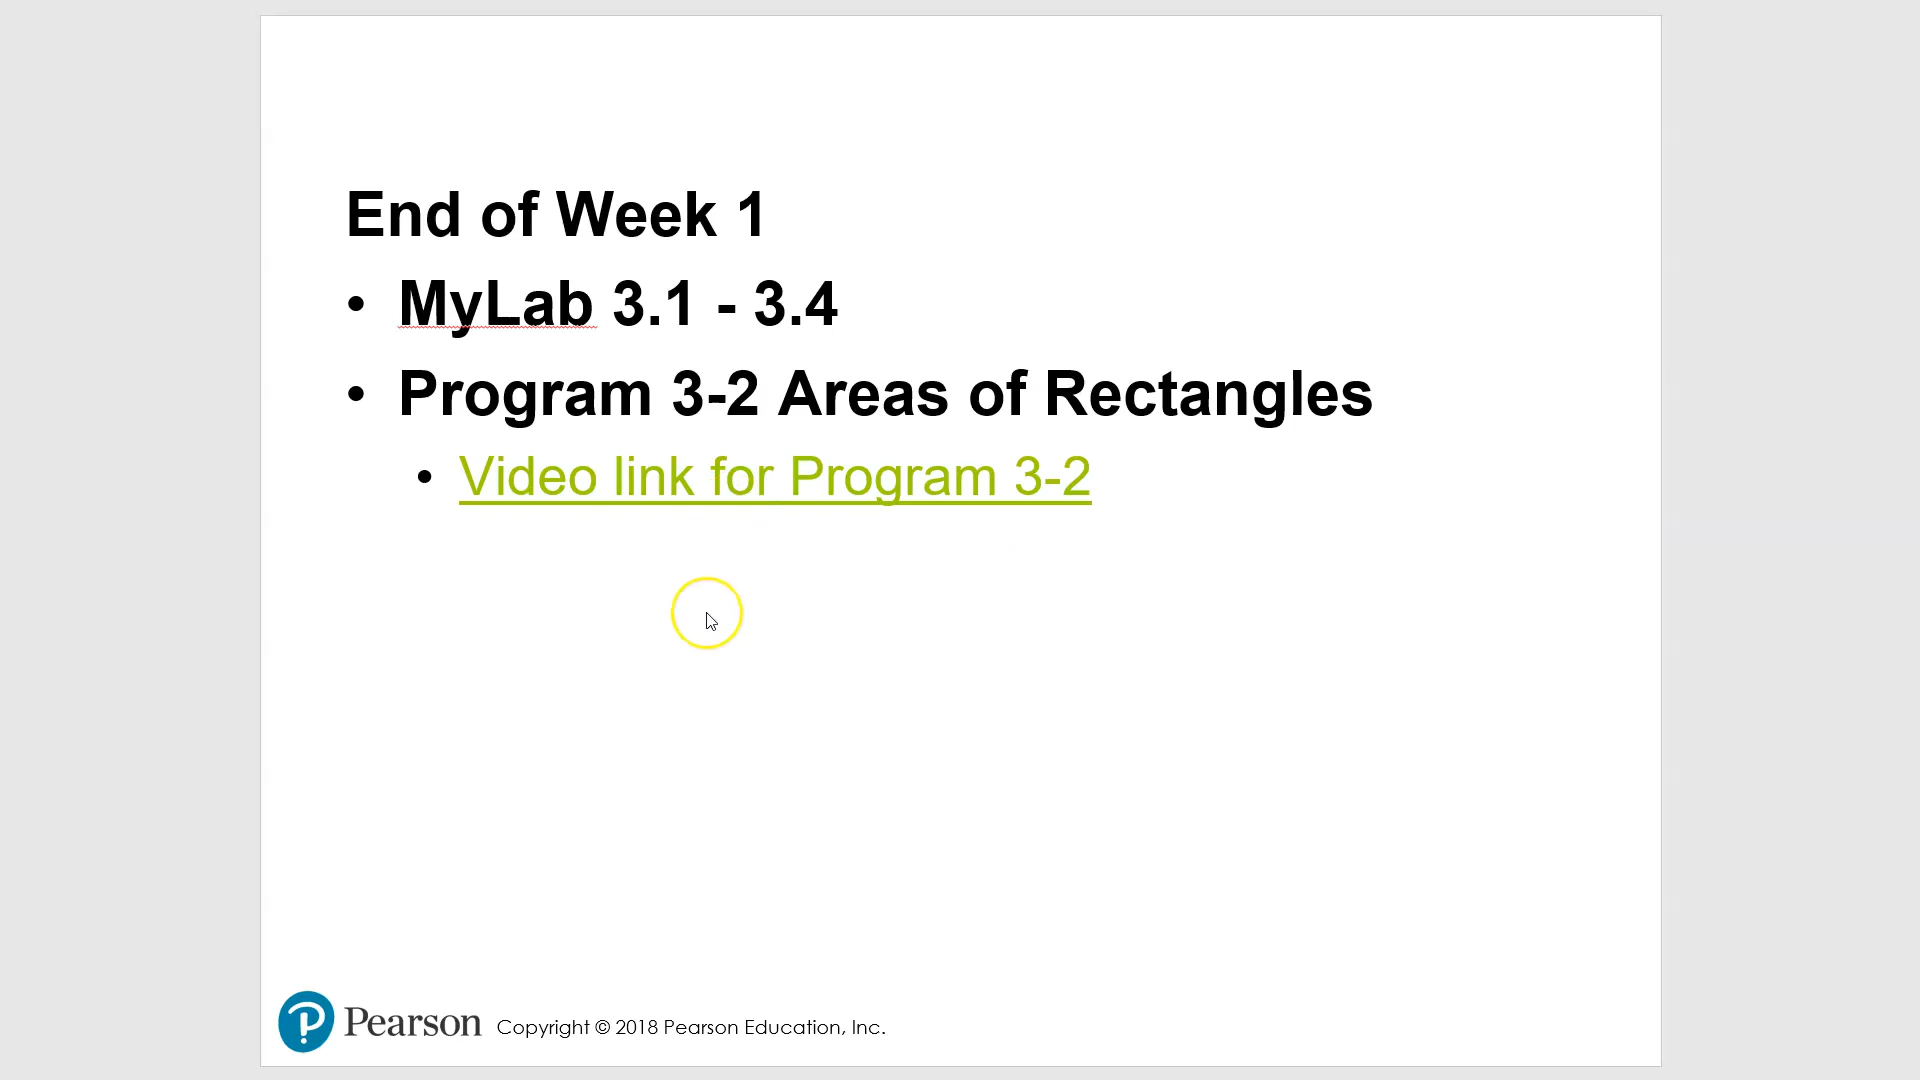 End of Week 1
• MyLab 3.1 - 3.4
• Program 3-2 Areas of Rectangles
• Video link for Program 3-2
Pearson Copyright © 2018 Pearson Education, Inc.